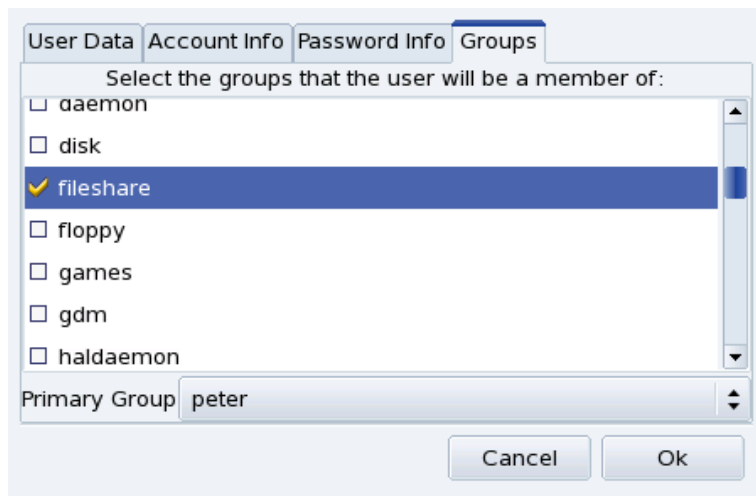 User Data Account Info Password Info Groups
Select the groups that the user will be a member of:
daemon
disk
fileshare
floppy
games
gdm
haldaemon
Primary Group peter
Cancel Ok